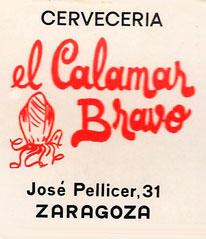 CERVECERIA
el Calamar
Bravo
José Pellicer, 31
ZARAGOZA